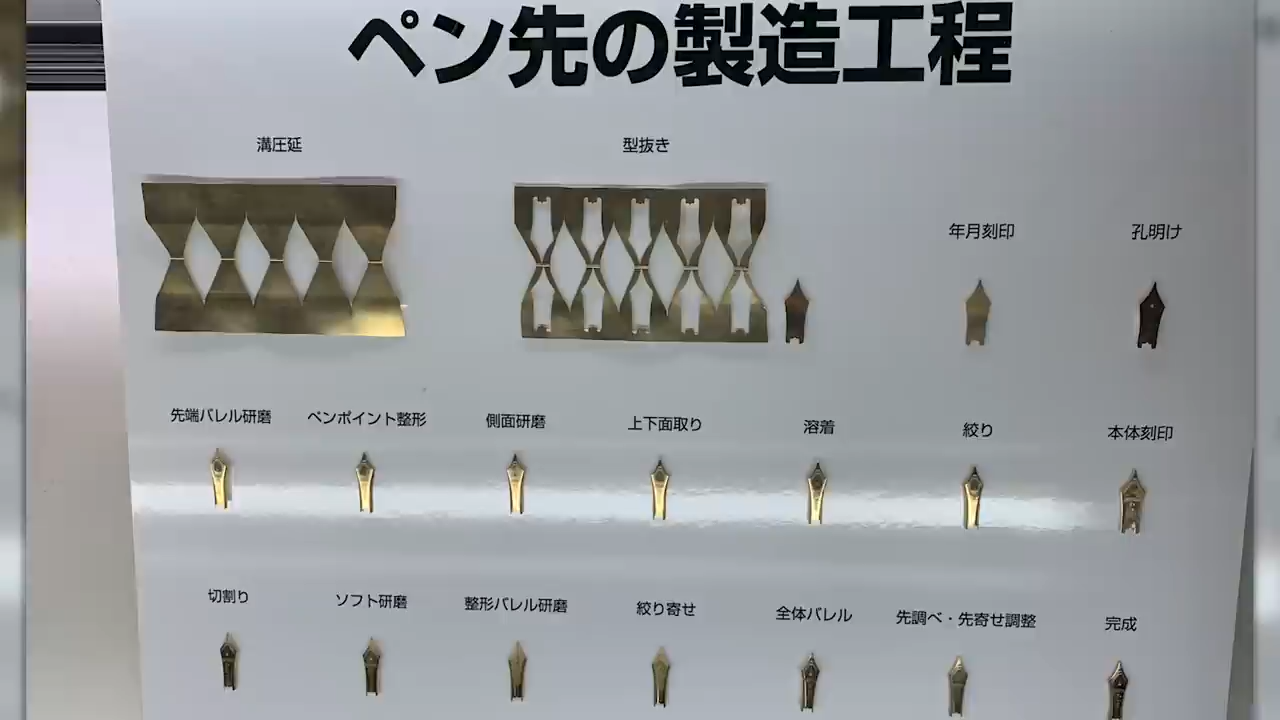 ペン先の製造工程
溝圧延
型抜き
年月刻印
孔明け
先端バレル研磨
ペンポイント整形
側面研磨
上下面取り
溶着
絞り
本体刻印
切割り
ソフト研磨
整形バレル研磨
絞り寄せ
全体バレル
先調べ・先寄せ調整
完成